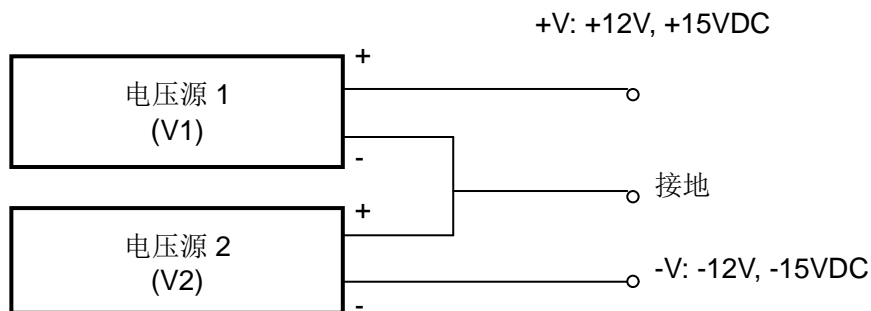 +V: +12V, +15VDC
+
电压源 1
(V1)
-
接地
+
电压源 2
(V2)
-V: -12V, -15VDC
-